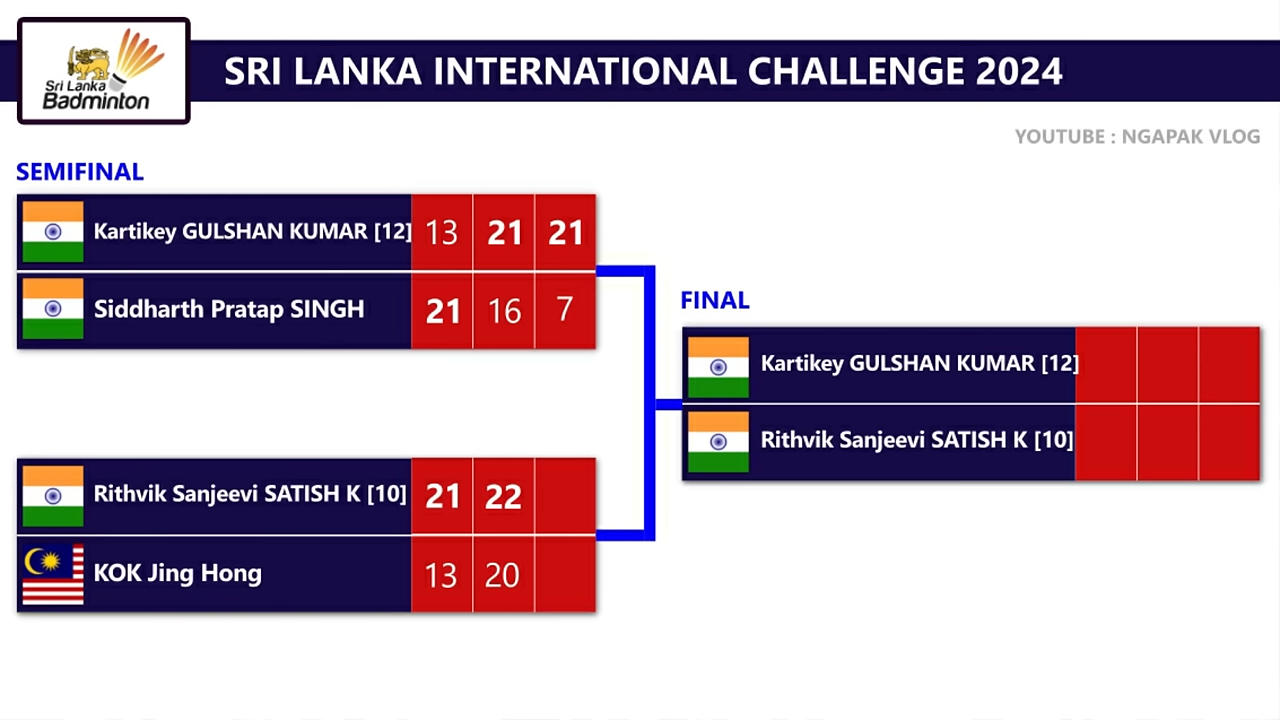 Sri Lanka
Badminton
SRI LANKA INTERNATIONAL CHALLENGE 2024
YOUTUBE : NGAPAK VLOG
SEMIFINAL
Kartikey GULSHAN KUMAR [12] 13 21 21
Siddharth Pratap SINGH 21 16 7
Rithvik Sanjeevi SATISH K [10] 21 22
KOK Jing Hong 13 20
FINAL
Kartikey GULSHAN KUMAR [12]
Rithvik Sanjeevi SATISH K [10]